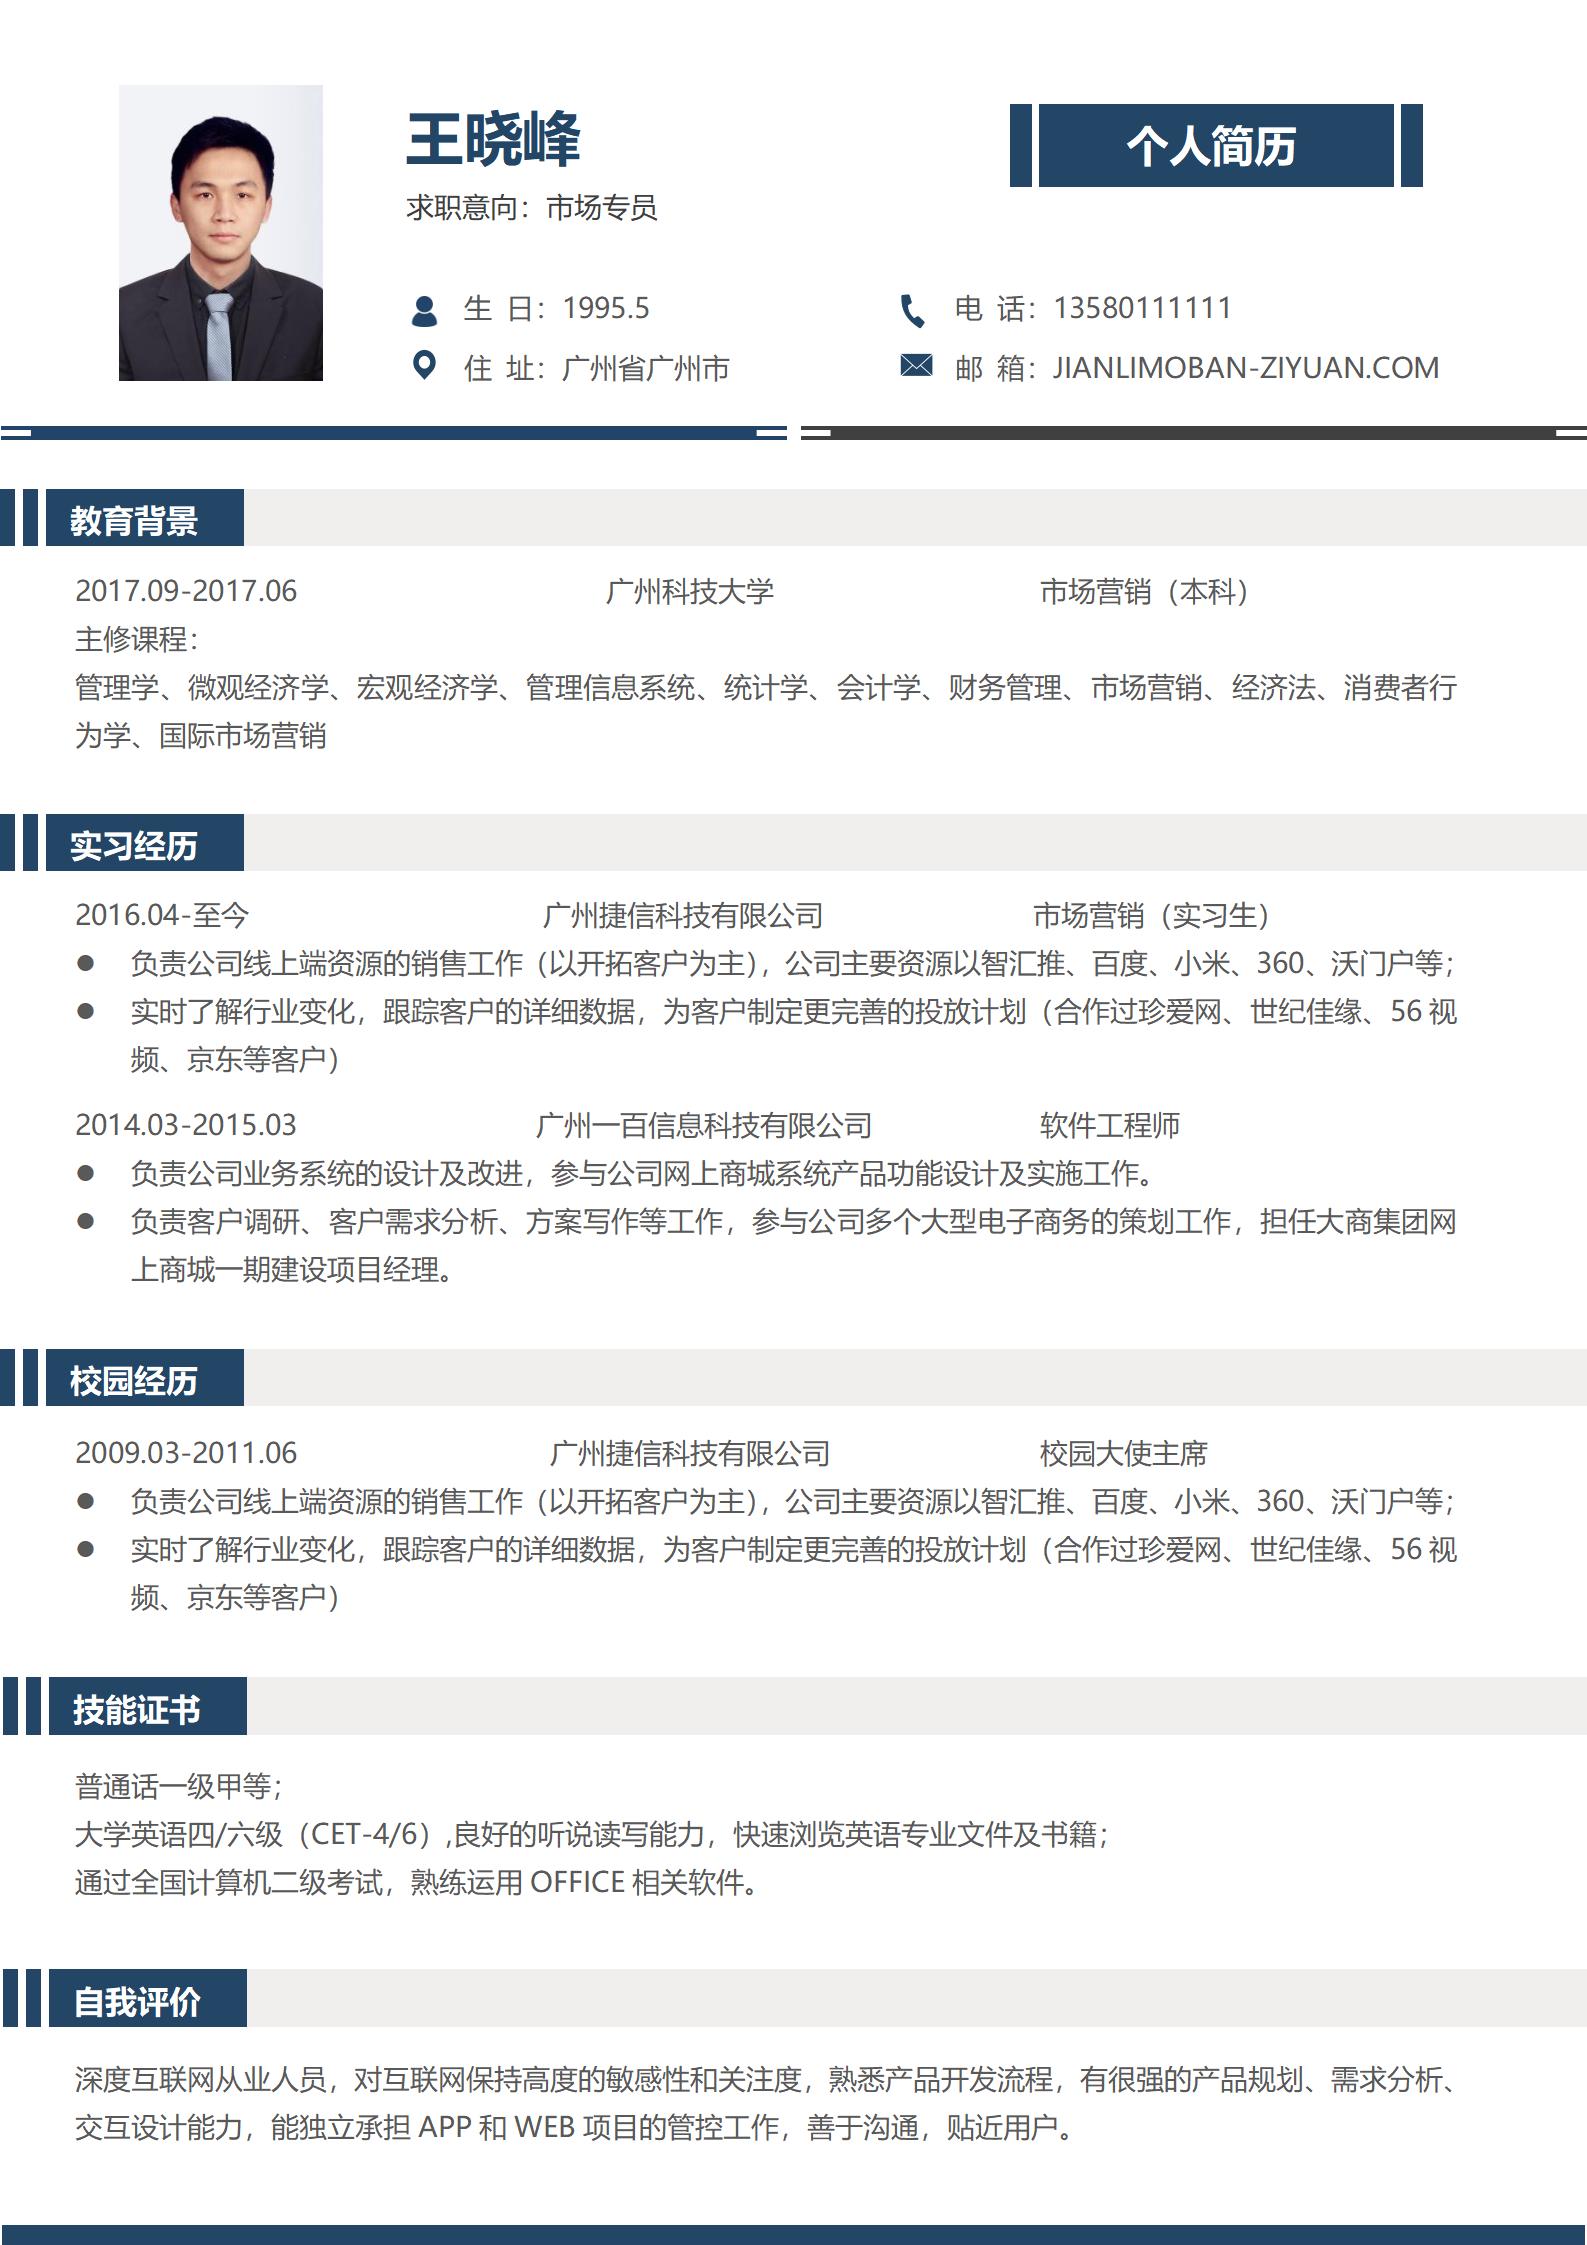 王晓峰
个人简历
求职意向：市场专员
生 日：1995.5
电 话：13580111111
住 址：广州省广州市
邮 箱：JIANLIMOBAN-ZIYUAN.COM
教育背景
2017.09-2017.06 广州科技大学 市场营销（本科）
主修课程：
管理学、微观经济学、宏观经济学、管理信息系统、统计学、会计学、财务管理、市场营销、经济法、消费者行
为学、国际市场营销
实习经历
2016.04-至今 广州捷信科技有限公司 市场营销（实习生）
● 负责公司线上端资源的销售工作（以开拓客户为主），公司主要资源以智汇推、百度、小米、360、沃门户等；
● 实时了解行业变化，跟踪客户的详细数据，为客户制定更完善的投放计划（合作过珍爱网、世纪佳缘、56 视
频、京东等客户）
2014.03-2015.03 广州一百信息科技有限公司 软件工程师
● 负责公司业务系统的设计及改进，参与公司网上商城系统产品功能设计及实施工作。
● 负责客户调研、客户需求分析、方案写作等工作，参与公司多个大型电子商务的策划工作，担任大商集团网
上商城一期建设项目经理。
校园经历
2009.03-2011.06 广州捷信科技有限公司 校园大使主席
● 负责公司线上端资源的销售工作（以开拓客户为主），公司主要资源以智汇推、百度、小米、360、沃门户等；
● 实时了解行业变化，跟踪客户的详细数据，为客户制定更完善的投放计划（合作过珍爱网、世纪佳缘、56 视
频、京东等客户）
技能证书
普通话一级甲等；
大学英语四/六级（CET-4/6）,良好的听说读写能力，快速浏览英语专业文件及书籍；
通过全国计算机二级考试，熟练运用 OFFICE 相关软件。
自我评价
深度互联网从业人员，对互联网保持高度的敏感性和关注度，熟悉产品开发流程，有很强的产品规划、需求分析、
交互设计能力，能独立承担 APP 和 WEB 项目的管控工作，善于沟通，贴近用户。